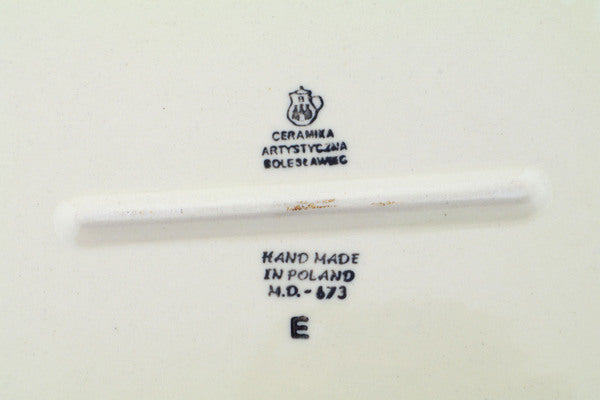 CERAMIKA
ARTYSTYCZNA
BOLESŁAWIEC
HAND MADE
IN POLAND
M.D. - 673
E